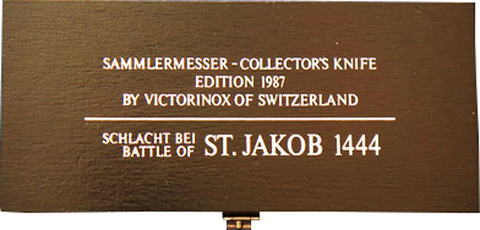 SAMMLERMESSER - COLLECTOR'S KNIFE
EDITION 1987
BY VICTORINOX OF SWITZERLAND
SCHLACHT BEI
BATTLE OF
ST. JAKOB 1444